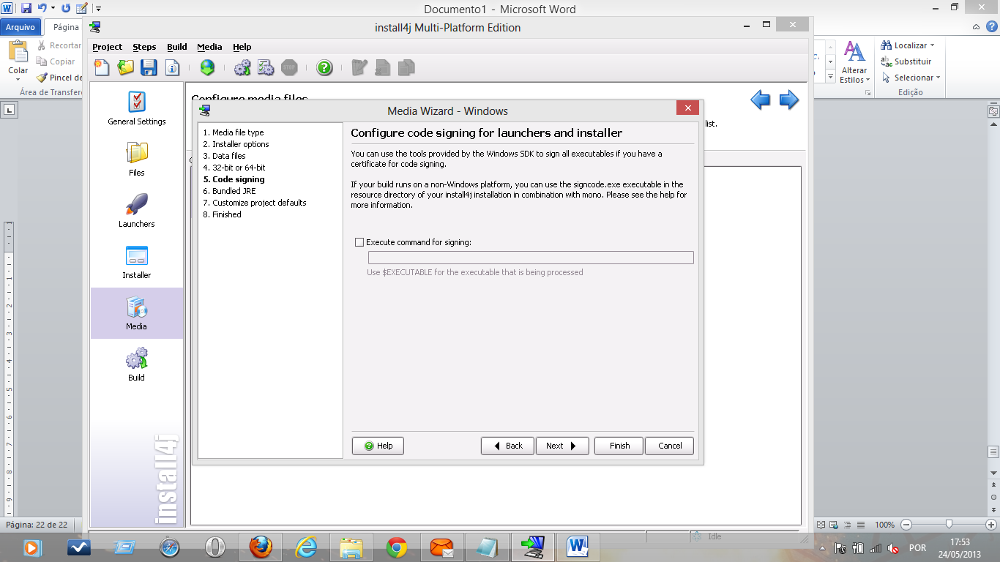 Documento1 - Microsoft Word
Arquivo
Página
Recortar
Copiar
Pincel de
Colar
Área de Transfere
Alterar
Estilos
Localizar
Substituir
Selecionar
Edição
install4j Multi-Platform Edition
Project Steps Build Media Help
STOP
General Settings
Files
Launchers
Installer
Media
Build
install4j
Configure media files
list.
Media Wizard - Windows
1. Media file type
2. Installer options
3. Data files
4. 32-bit or 64-bit
5. Code signing
6. Bundled JRE
7. Customize project defaults
8. Finished
Configure code signing for launchers and installer
You can use the tools provided by the Windows SDK to sign all executables if you have a
certificate for code signing.
If your build runs on a non-Windows platform, you can use the signcode.exe executable in the
resource directory of your install4j installation in combination with mono. Please see the help for
more information.
Execute command for signing:
Use $EXECUTABLE for the executable that is being processed
Help Back Next Finish Cancel
Idle
Página: 22 de 22
100%
POR
17:53
24/05/2013